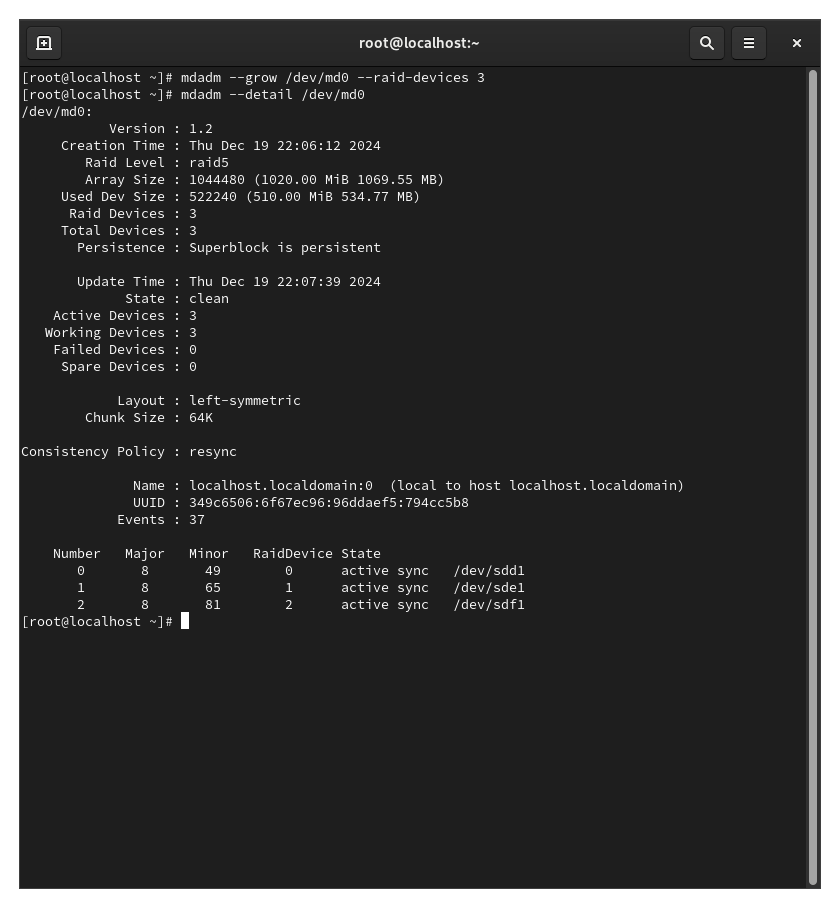 root@localhost:~
[root@localhost ~]# mdadm --grow /dev/md0 --raid-devices 3
[root@localhost ~]# mdadm --detail /dev/md0
/dev/md0:
           Version : 1.2
     Creation Time : Thu Dec 19 22:06:12 2024
        Raid Level : raid5
        Array Size : 1044480 (1020.00 MiB 1069.55 MB)
     Used Dev Size : 522240 (510.00 MiB 534.77 MB)
      Raid Devices : 3
     Total Devices : 3
       Persistence : Superblock is persistent

       Update Time : Thu Dec 19 22:07:39 2024
             State : clean
    Active Devices : 3
   Working Devices : 3
    Failed Devices : 0
     Spare Devices : 0

            Layout : left-symmetric
        Chunk Size : 64K

Consistency Policy : resync

              Name : localhost.localdomain:0  (local to host localhost.localdomain)
              UUID : 349c6506:6f67ec96:96ddaef5:794cc5b8
            Events : 37

    Number   Major   Minor   RaidDevice State
       0       8       49        0      active sync   /dev/sdd1
       1       8       65        1      active sync   /dev/sde1
       2       8       81        2      active sync   /dev/sdf1
[root@localhost ~]#